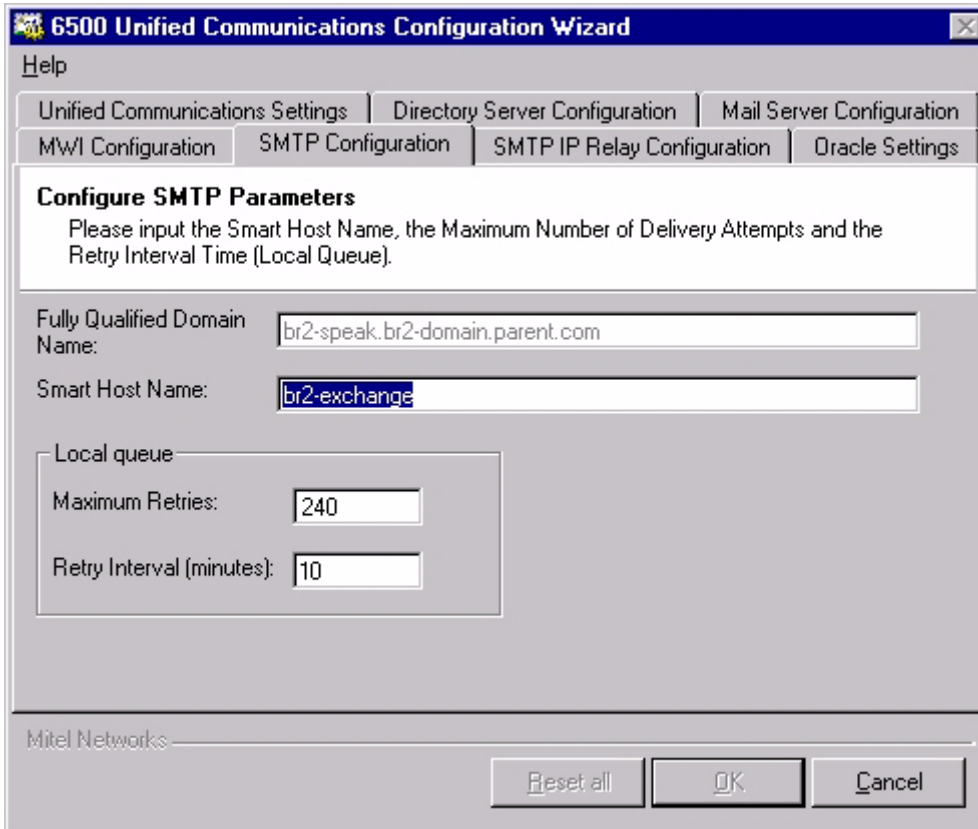 6500 Unified Communications Configuration Wizard
Help
Unified Communications Settings
Directory Server Configuration
Mail Server Configuration
MWI Configuration
SMTP Configuration
SMTP IP Relay Configuration
Oracle Settings
Configure SMTP Parameters
Please input the Smart Host Name, the Maximum Number of Delivery Attempts and the
Retry Interval Time (Local Queue).
Fully Qualified Domain
Name:
br2-speak.br2-domain.parent.com
Smart Host Name:
br2-exchange
Local queue
Maximum Retries:
240
Retry Interval (minutes):
10
Mitel Networks
Reset all
OK
Cancel